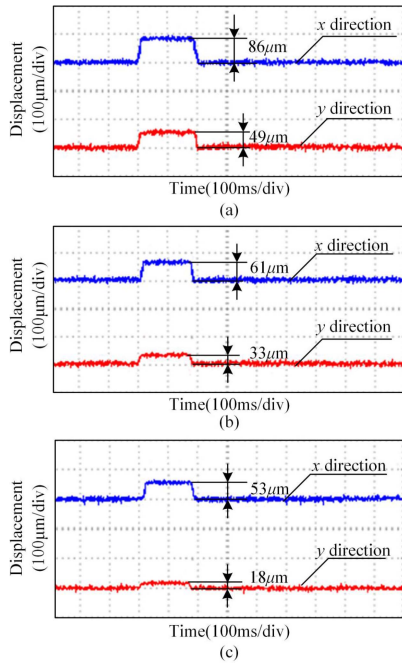 x direction
86μm
y direction
49μm
Displacement
(100μm/div)
Time(100ms/div)
(a)
x direction
61μm
y direction
33μm
Displacement
(100μm/div)
Time(100ms/div)
(b)
x direction
53μm
y direction
18μm
Displacement
(100μm/div)
Time(100ms/div)
(c)